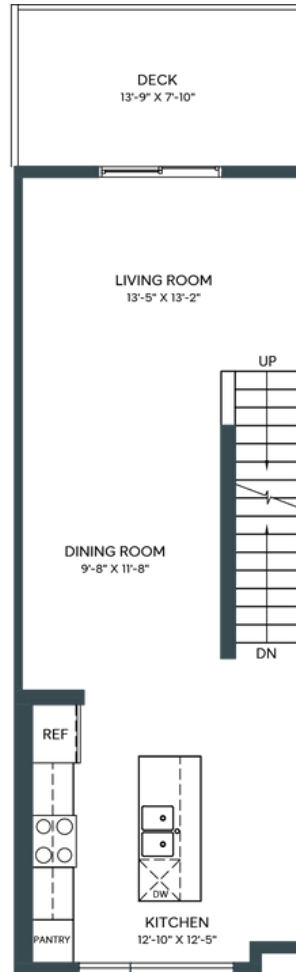 DECK
13'-9" X 7'-10"
LIVING ROOM
13'-5" X 13'-2"
UP
DINING ROOM
9'-8" X 11'-8"
DN
REF
DW
KITCHEN
12'-10" X 12'-5"
PANTRY